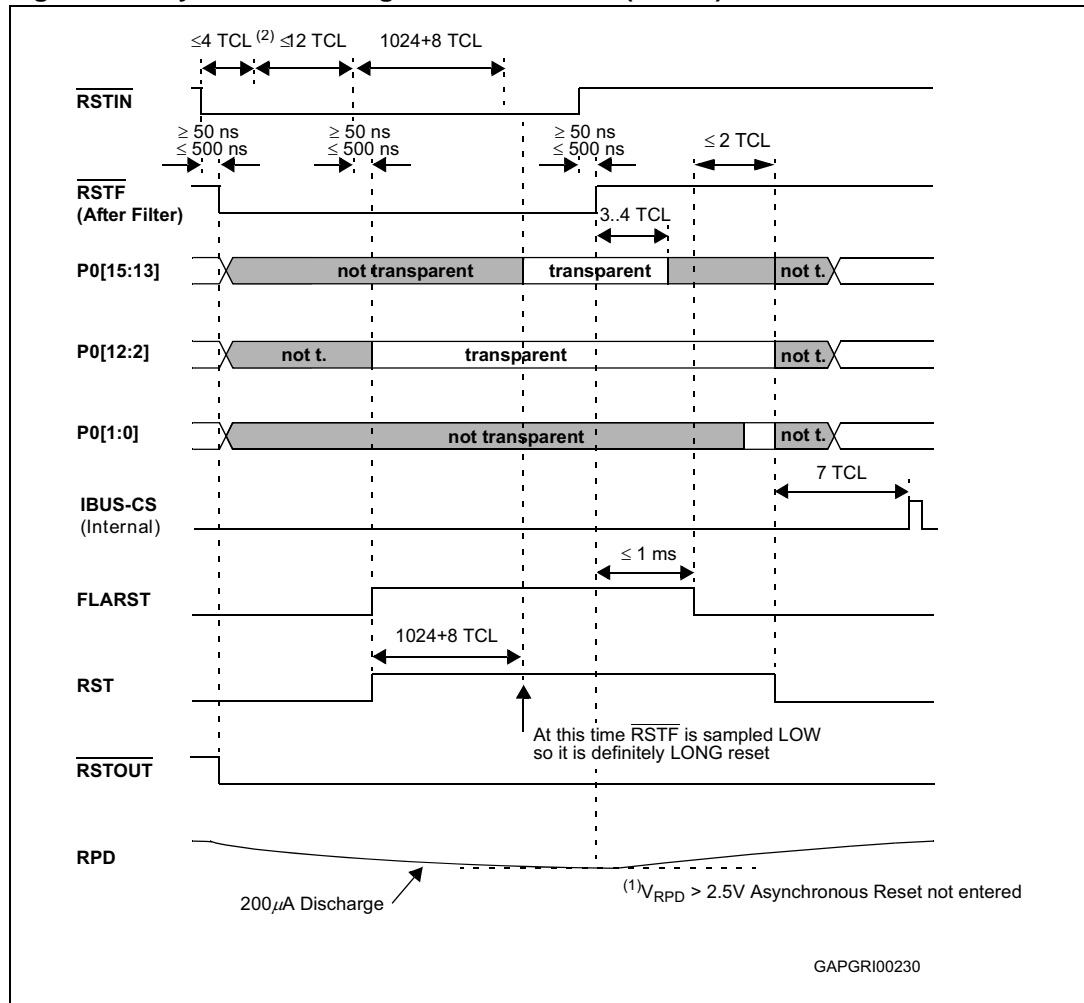 ≤4 TCL (2) ≤12 TCL 1024+8 TCL
RSTIN
≥ 50 ns ≥ 50 ns ≥ 50 ns
≤ 500 ns ≤ 500 ns ≤ 500 ns ≤ 2 TCL
RSTF
(After Filter)
3..4 TCL
P0[15:13] not transparent transparent not t.
P0[12:2] not t. transparent not t.
P0[1:0] not transparent not t.
7 TCL
IBUS-CS
(Internal)
≤ 1 ms
FLARST
1024+8 TCL
RST
At this time RSTF is sampled LOW
so it is definitely LONG reset
RSTOUT
RPD
200µA Discharge (1)VRPD > 2.5V Asynchronous Reset not entered
GAPGRI00230